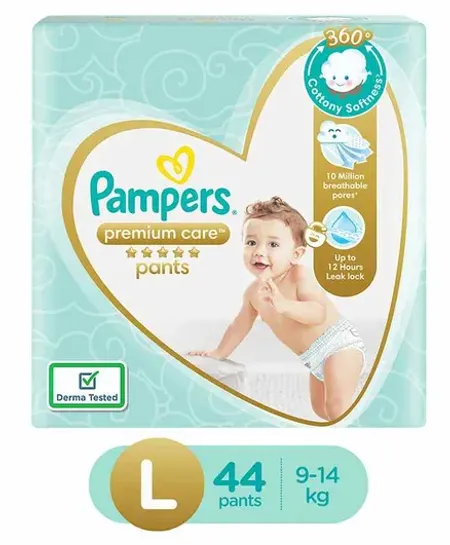 360°
Cottony Softness*
10 Million
breathable
pores*
Pampers®
premium care™
pants
Up to
12 Hours
Leak lock
Derma Tested
L
44
pants
9-14
kg